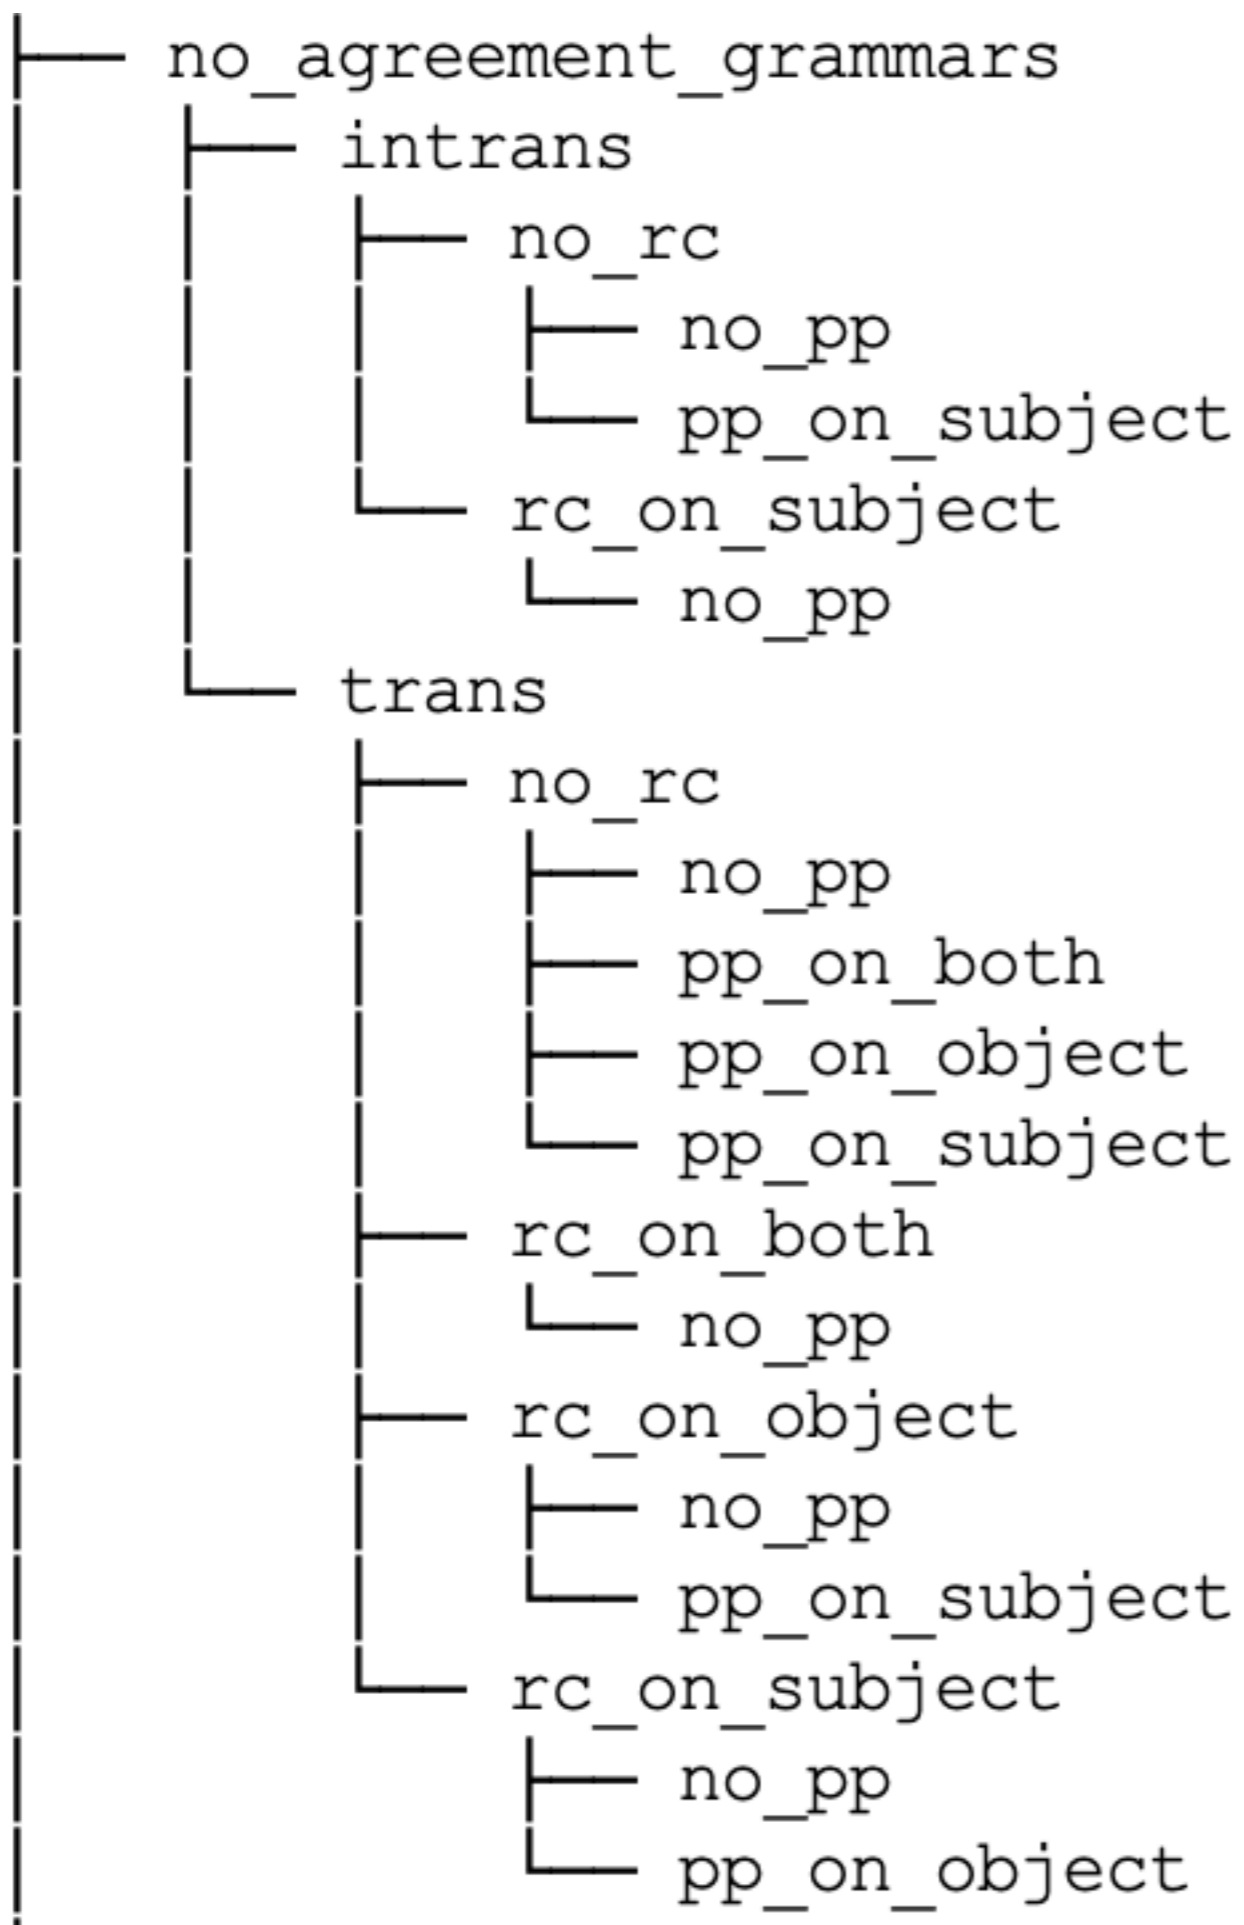 no_agreement_grammars
intrans
no_rc
no_pp
pp_on_subject
rc_on_subject
no_pp
trans
no_rc
no_pp
pp_on_both
pp_on_object
pp_on_subject
rc_on_both
no_pp
rc_on_object
no_pp
pp_on_subject
rc_on_subject
no_pp
pp_on_object